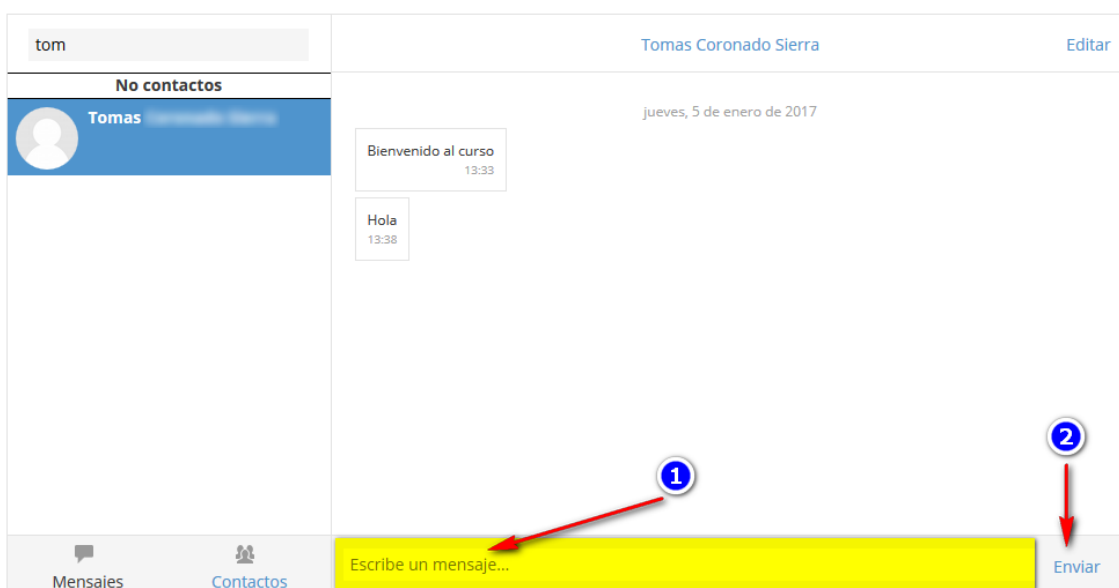 tom
No contactos
Tomas
Mensajes
Contactos
Tomas Coronado Sierra
Editar
jueves, 5 de enero de 2017
Bienvenido al curso
13:33
Hola
13:38
1
2
Escribe un mensaje...
Enviar